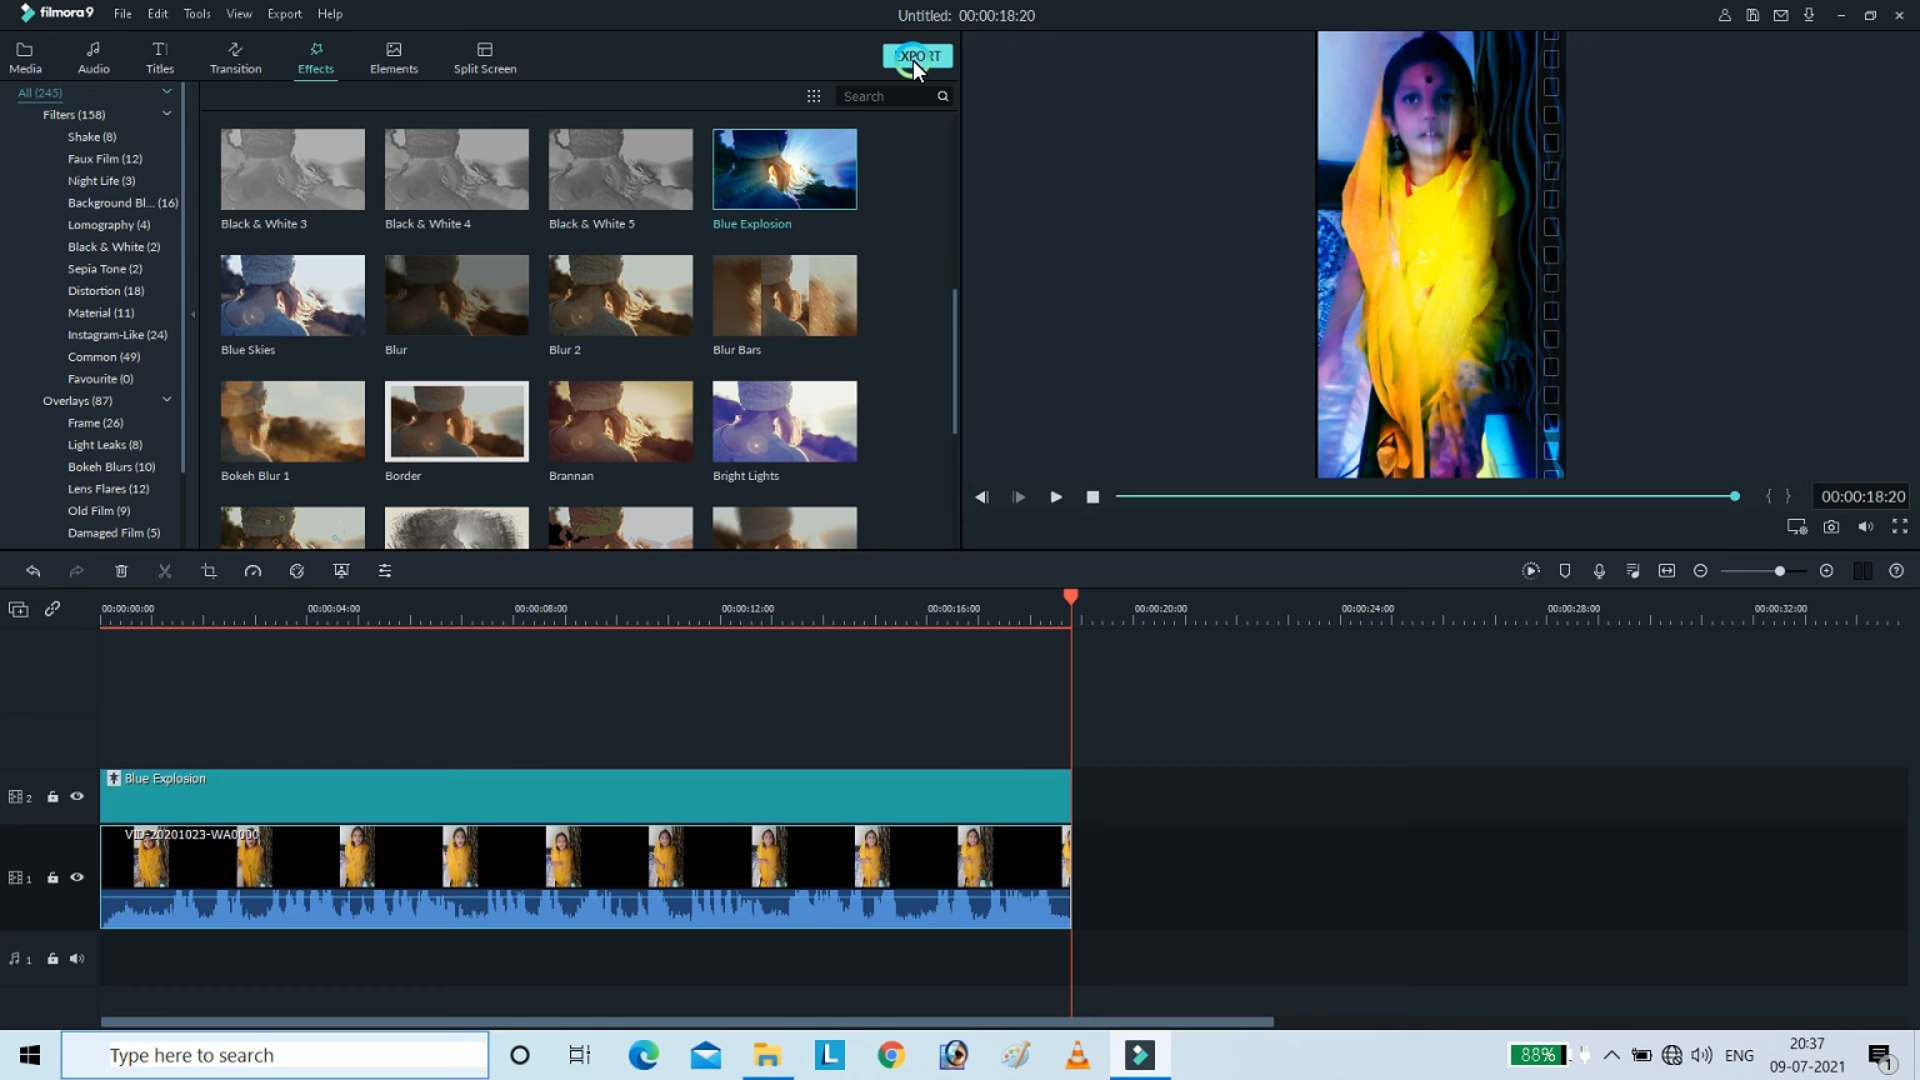 filmora9
File Edit Tools View Export Help
Untitled: 00:00:18:20
Media Audio Titles Transition Effects Elements Split Screen
EXPORT
Search
All (245)
Filters (158)
Shake (8)
Faux Film (12)
Night Life (3)
Background Bl... (16)
Lomography (4)
Black & White (2)
Sepia Tone (2)
Distortion (18)
Material (11)
Instagram-Like (24)
Common (49)
Favourite (0)
Overlays (87)
Frame (26)
Light Leaks (8)
Bokeh Blurs (10)
Lens Flares (12)
Old Film (9)
Damaged Film (5)
Black & White 3 Black & White 4 Black & White 5 Blue Explosion
Blue Skies Blur Blur 2 Blur Bars
Bokeh Blur 1 Border Brannan Bright Lights
00:00:18:20
00:00:00:00 00:00:04:00 00:00:08:00 00:00:12:00 00:00:16:00 00:00:20:00 00:00:24:00 00:00:28:00 00:00:32:00
2
Blue Explosion
1
VID-20201023-WA0000
1
Type here to search
L
88%
ENG
20:37
09-07-2021
1